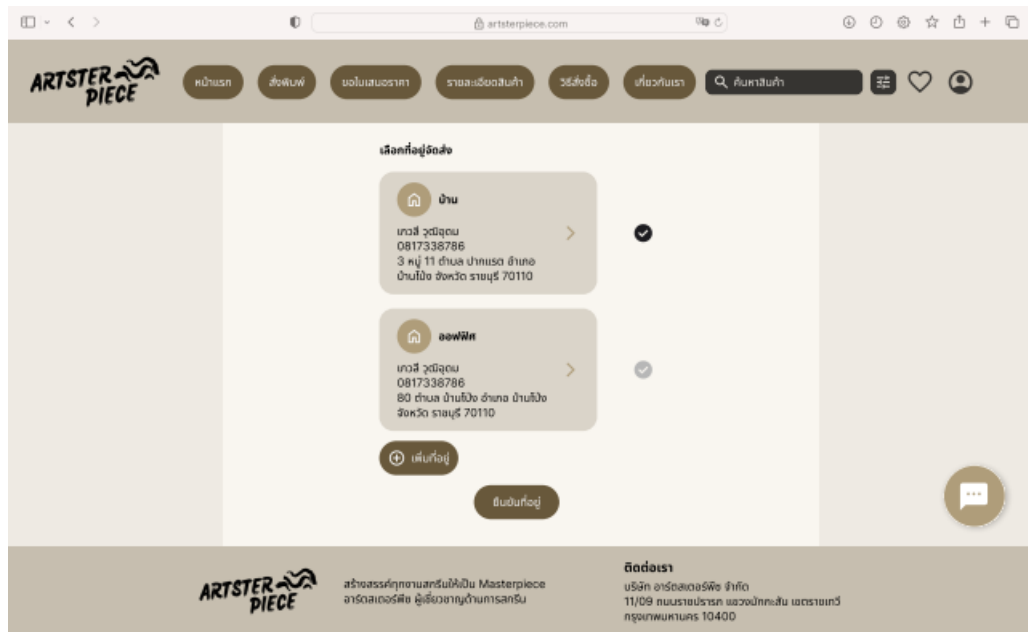 artsterpiece.com
ARTSTER
PIECE
หน้าแรก
สั่งพิมพ์
ขอใบเสนอราคา
รายละเอียดสินค้า
วิธีสั่งซื้อ
เกี่ยวกับเรา
ค้นหาสินค้า
เลือกที่อยู่จัดส่ง
บ้าน
เกวลี วุฒิอุดม
0817338786
3 หมู่ 11 ตำบล ปากแรต อำเภอ
บ้านโป่ง จังหวัด ราชบุรี 70110
ออฟฟิศ
เกวลี วุฒิอุดม
0817338786
80 ตำบล บ้านโป่ง อำเภอ บ้านโป่ง
จังหวัด ราชบุรี 70110
เพิ่มที่อยู่
ยืนยันที่อยู่
ARTSTER
PIECE
สร้างสรรค์ทุกงานสกรีนให้เป็น Masterpiece
อาร์ตสเตอร์พีซ ผู้เชี่ยวชาญด้านการสกรีน
ติดต่อเรา
บริษัท อาร์ตสเตอร์พีซ จำกัด
11/09 ถนนราชปรารภ แขวงมักกะสัน เขตราชเทวี
กรุงเทพมหานคร 10400